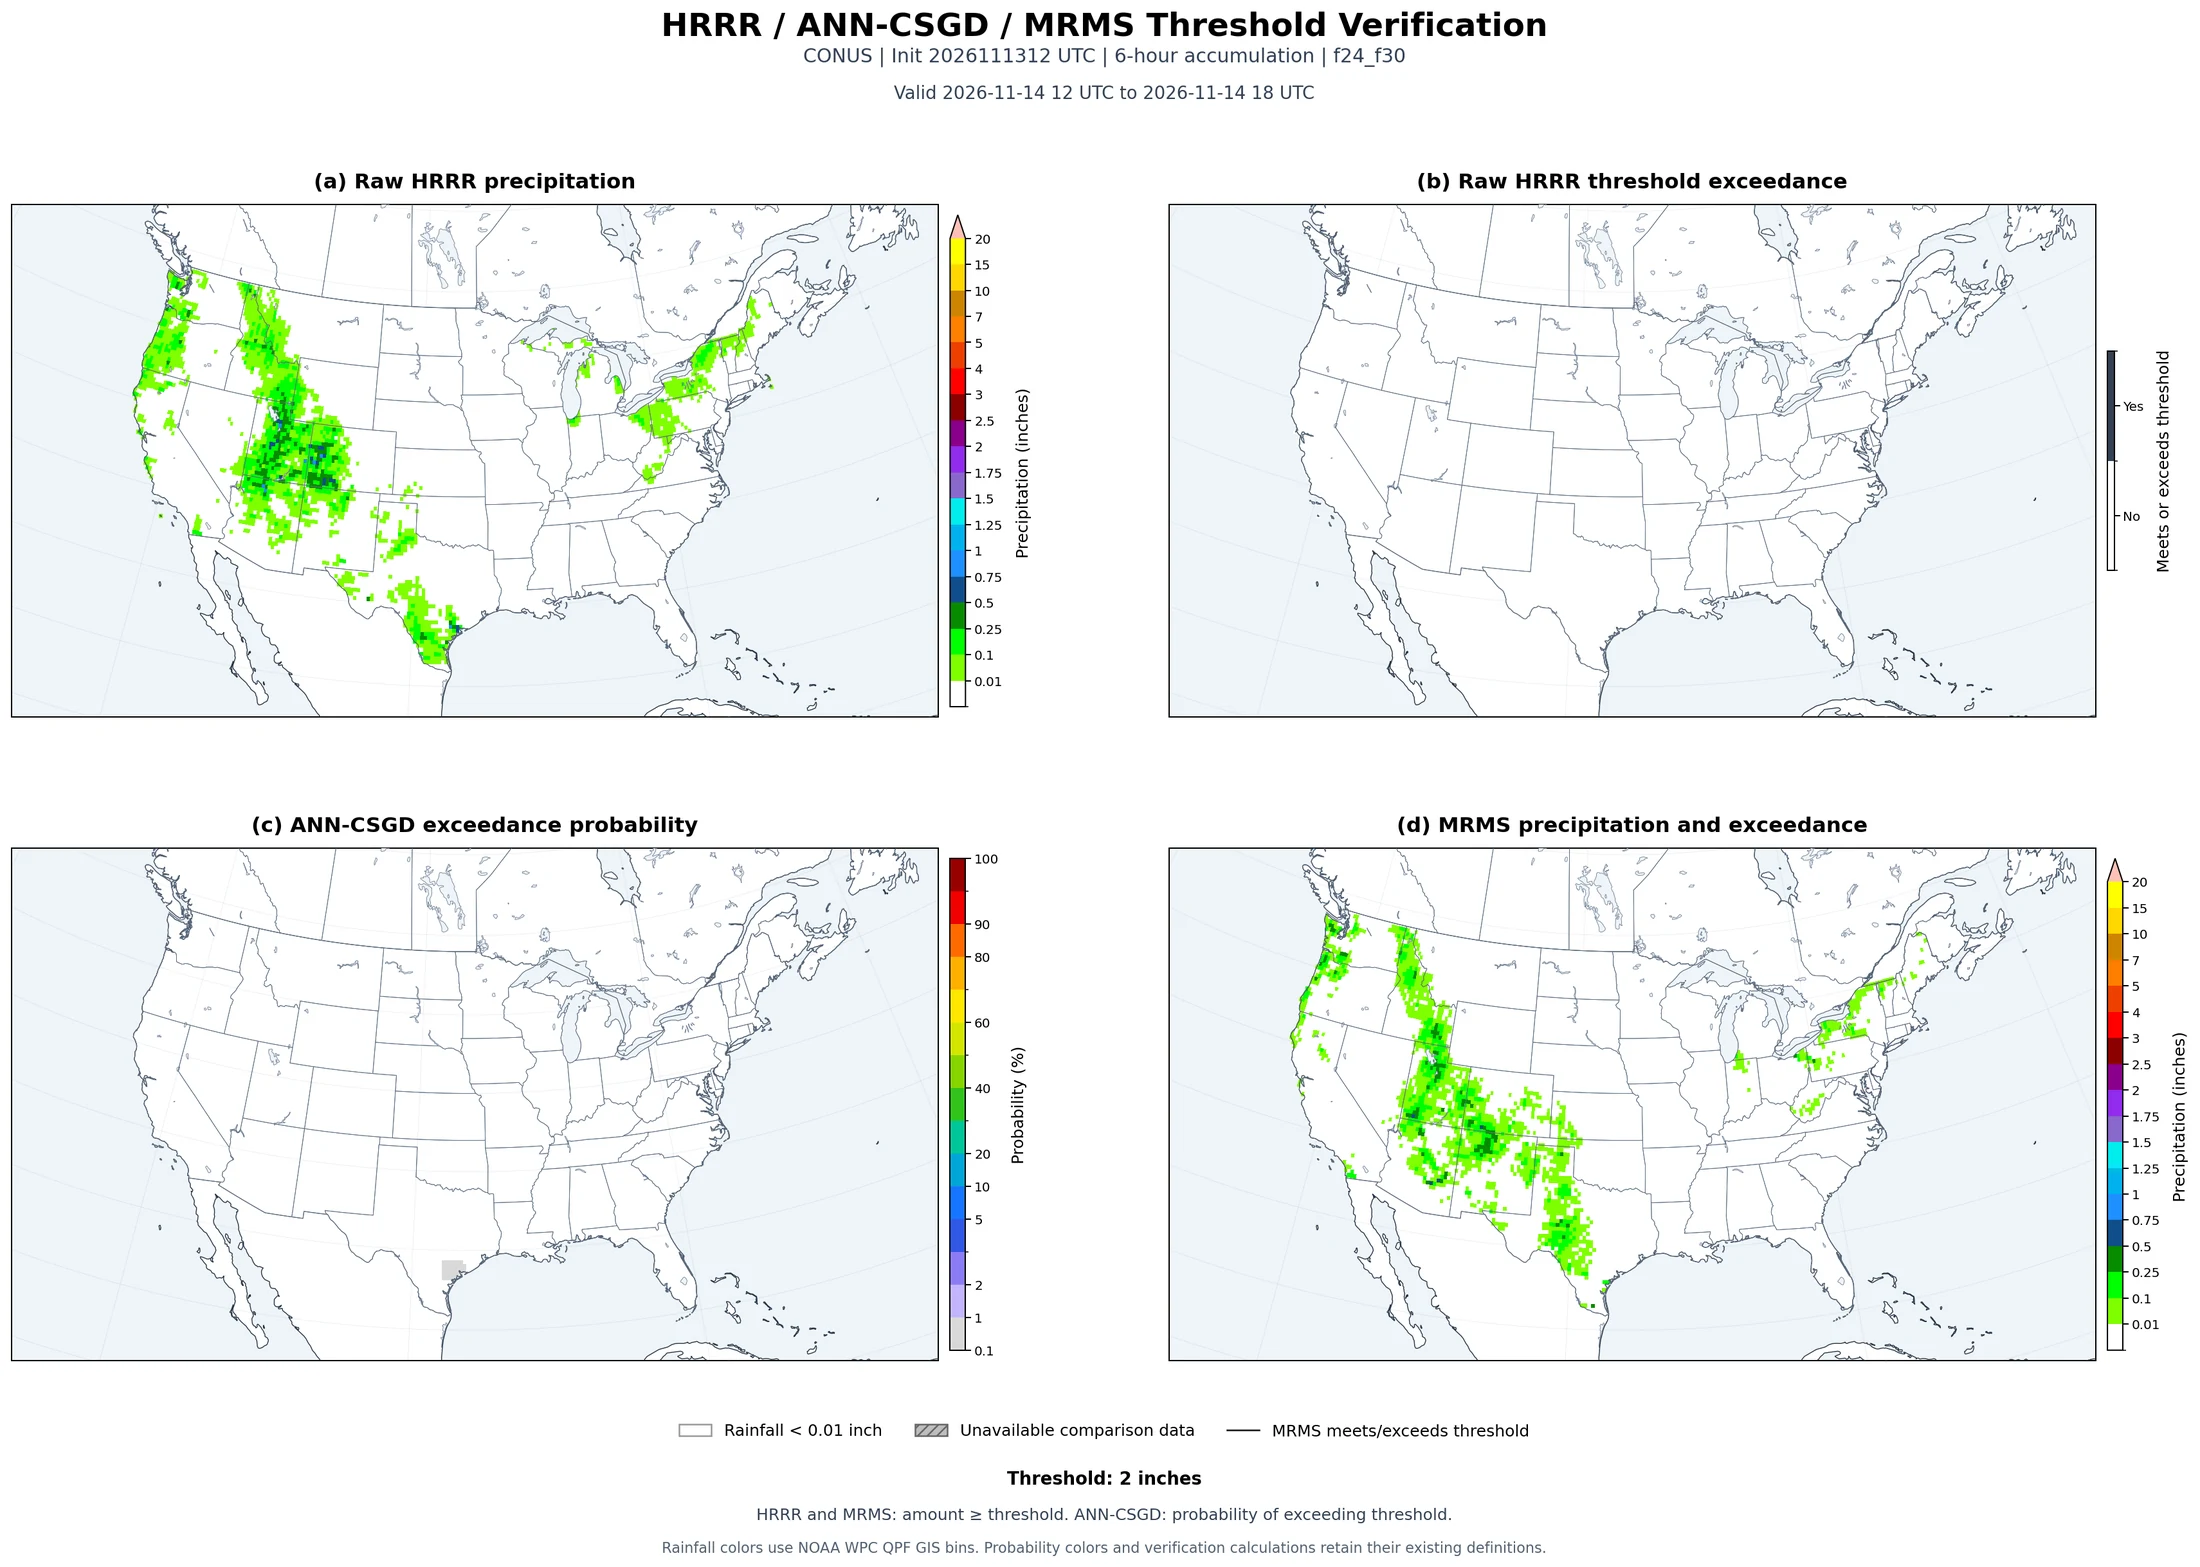 HRRR / ANN-CSGD / MRMS Threshold Verification
CONUS | Init 2026111312 UTC | 6-hour accumulation | f24_f30
Valid 2026-11-14 12 UTC to 2026-11-14 18 UTC
(a) Raw HRRR precipitation
20
15
10
7
5
4
3
2.5
2
1.75
1.5
1.25
1
0.75
0.5
0.25
0.1
0.01
Precipitation (inches)
(b) Raw HRRR threshold exceedance
Yes
No
Meets or exceeds threshold
(c) ANN-CSGD exceedance probability
100
90
80
60
40
20
10
5
2
1
0.1
Probability (%)
(d) MRMS precipitation and exceedance
20
15
10
7
5
4
3
2.5
2
1.75
1.5
1.25
1
0.75
0.5
0.25
0.1
0.01
Precipitation (inches)
Rainfall < 0.01 inch
Unavailable comparison data
MRMS meets/exceeds threshold
Threshold: 2 inches
HRRR and MRMS: amount ≥ threshold. ANN-CSGD: probability of exceeding threshold.
Rainfall colors use NOAA WPC QPF GIS bins. Probability colors and verification calculations retain their existing definitions.